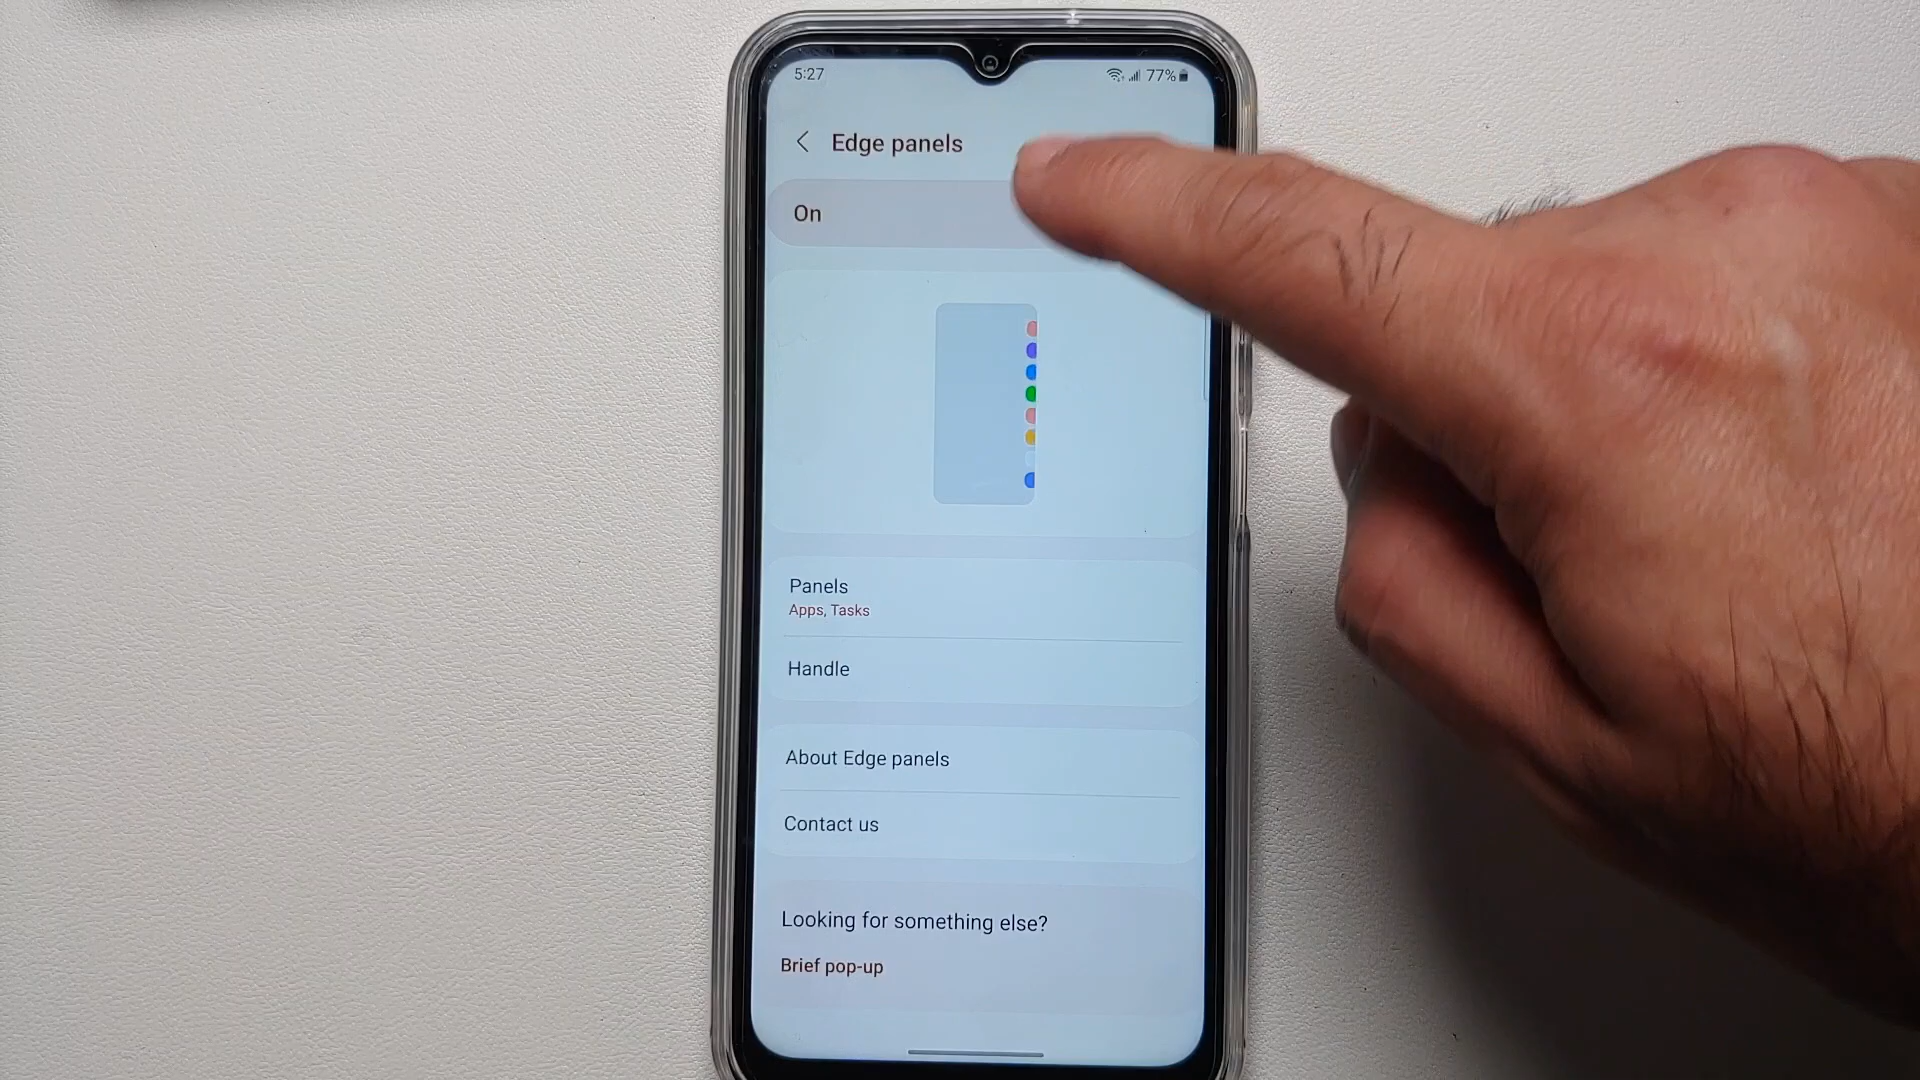 5:27
77%
Edge panels
On
Panels
Apps, Tasks
Handle
About Edge panels
Contact us
Looking for something else?
Brief pop-up